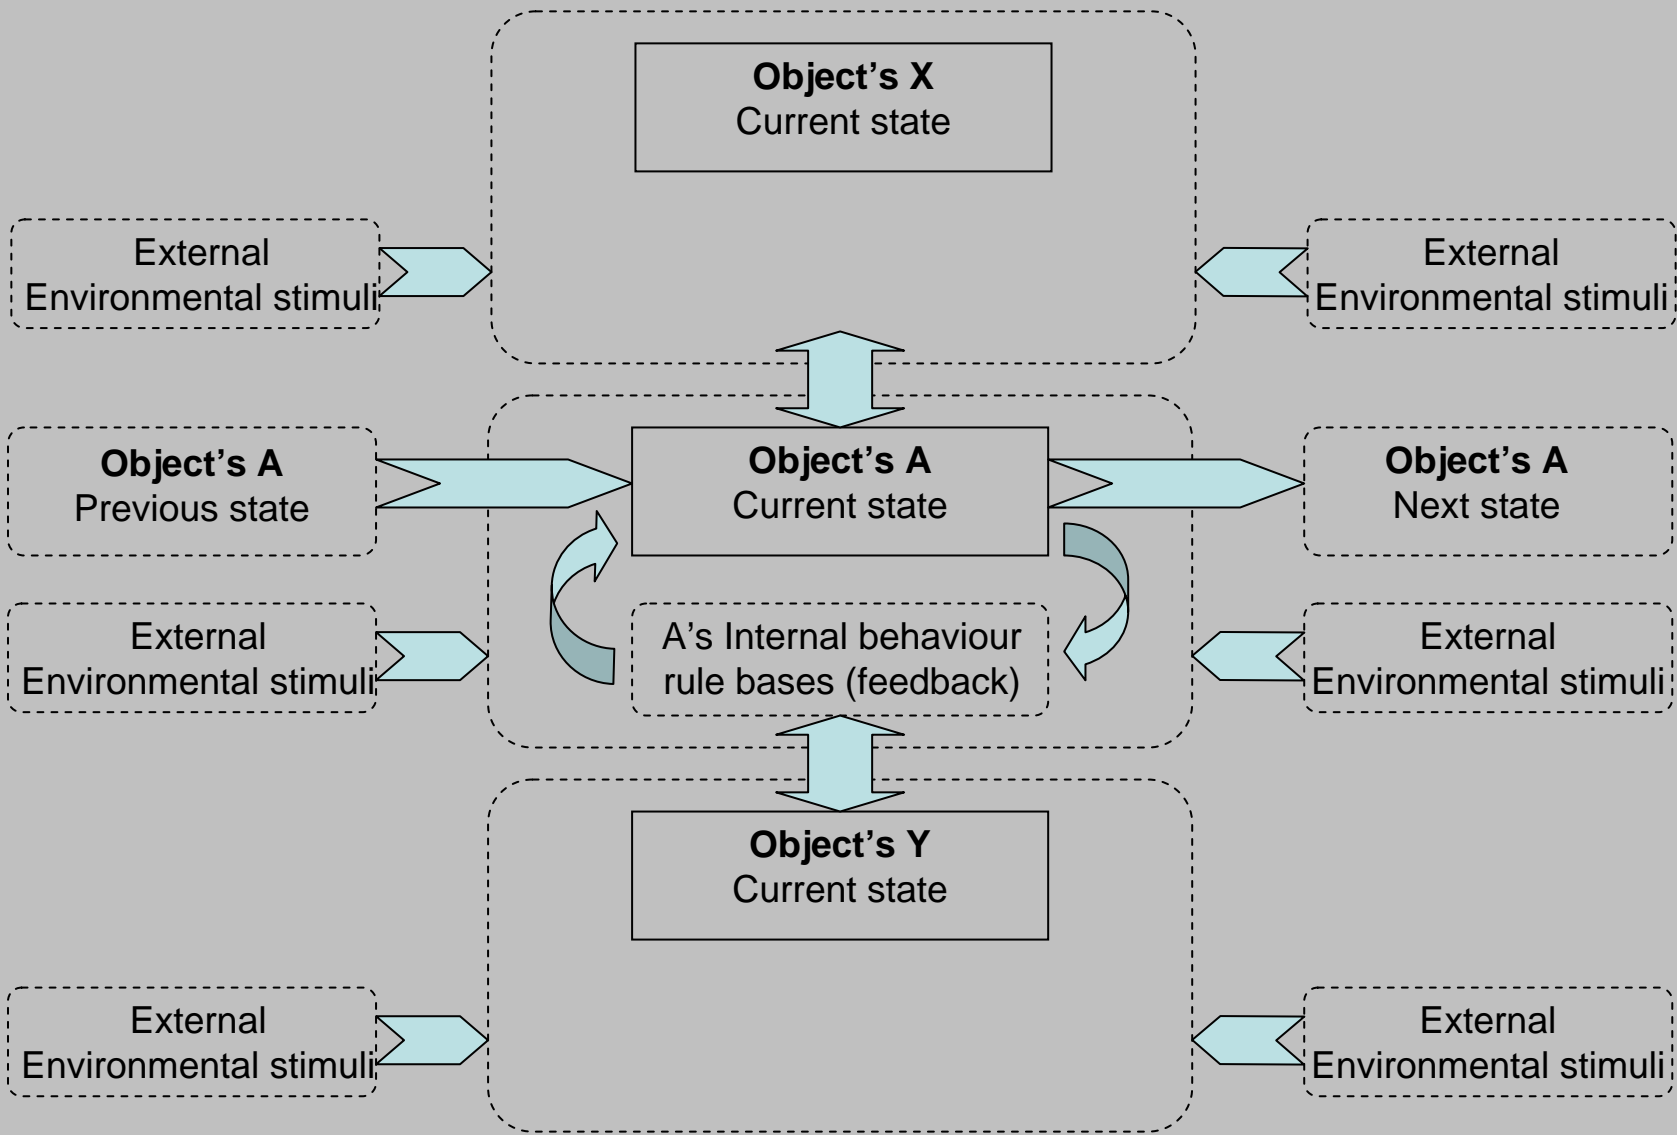 Object's X
Current state
External
Environmental stimuli
External
Environmental stimuli
Object's A
Previous state
Object's A
Current state
Object's A
Next state
External
Environmental stimuli
A's Internal behaviour
rule bases (feedback)
External
Environmental stimuli
Object's Y
Current state
External
Environmental stimuli
External
Environmental stimuli